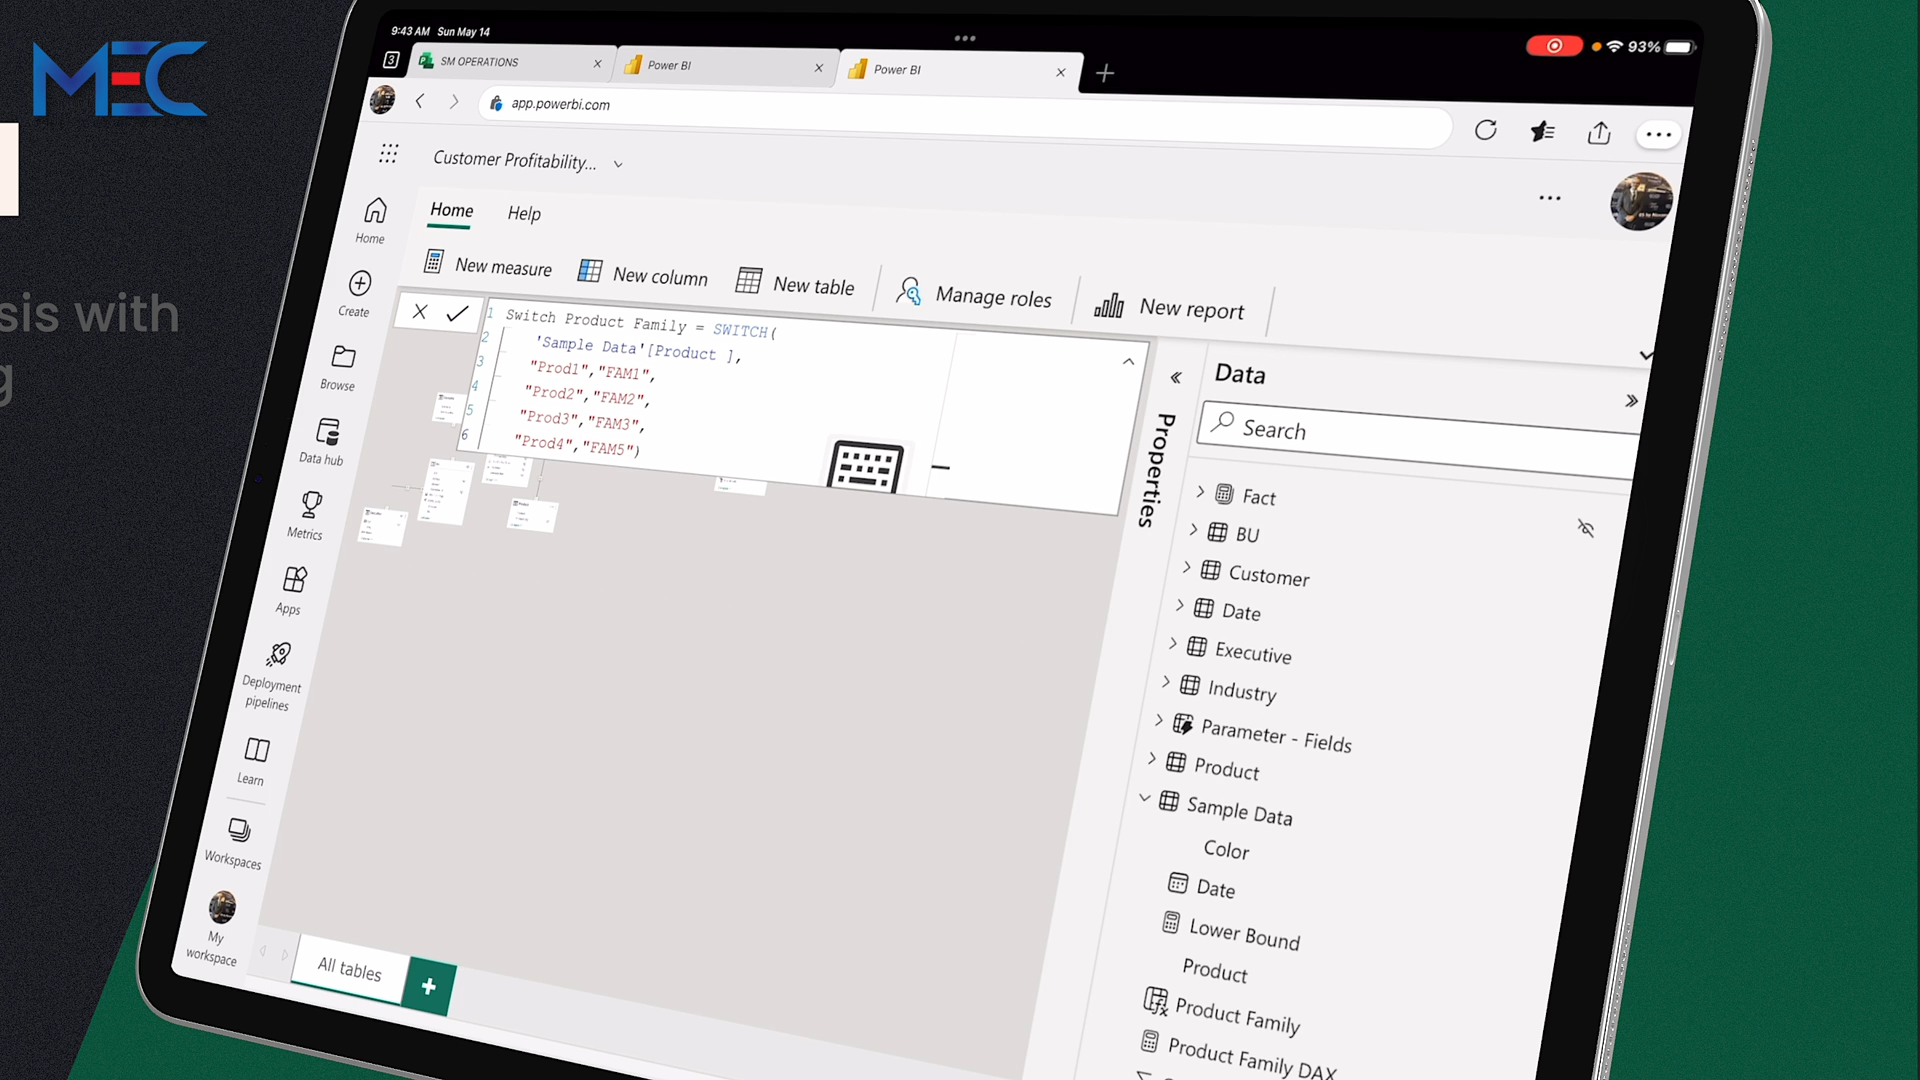 MEC
sis with
g
9:43 AM Sun May 14
93%
3
SM OPERATIONS
Power BI
Power BI
app.powerbi.com
Customer Profitability...
Home
Help
New measure
New column
New table
Manage roles
New report
Home
Create
Browse
Data hub
Metrics
Apps
Deployment
pipelines
Learn
Workspaces
My
workspace
1 Switch Product Family = SWITCH(
2 'Sample Data'[Product ],
3 "Prod1","FAM1",
4 "Prod2","FAM2",
5 "Prod3","FAM3",
6 "Prod4","FAM5")
Properties
Data
Search
Fact
BU
Customer
Date
Executive
Industry
Parameter - Fields
Product
Sample Data
Color
Date
Lower Bound
Product
Product Family
Product Family DAX
All tables